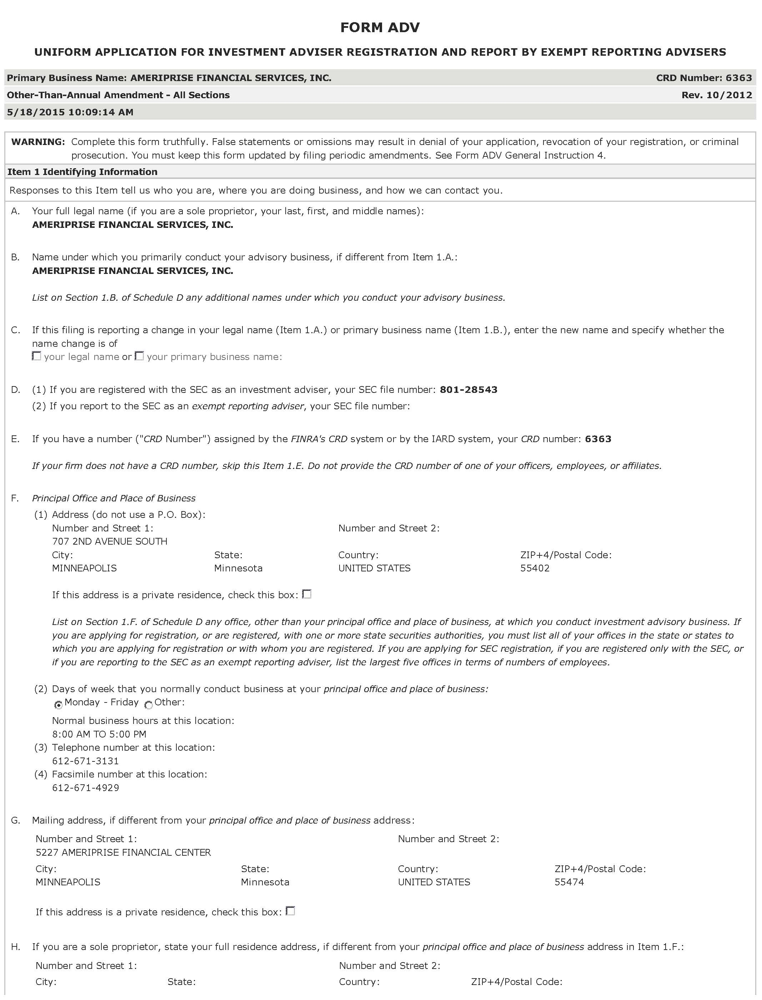 FORM ADV
UNIFORM APPLICATION FOR INVESTMENT ADVISER REGISTRATION AND REPORT BY EXEMPT REPORTING ADVISERS
Primary Business Name: AMERIPRISE FINANCIAL SERVICES, INC. CRD Number: 6363
Other-Than-Annual Amendment - All Sections Rev. 10/2012
5/18/2015 10:09:14 AM
WARNING: Complete this form truthfully. False statements or omissions may result in denial of your application, revocation of your registration, or criminal
prosecution. You must keep this form updated by filing periodic amendments. See Form ADV General Instruction 4.
Item 1 Identifying Information
Responses to this Item tell us who you are, where you are doing business, and how we can contact you.
A. Your full legal name (if you are a sole proprietor, your last, first, and middle names):
AMERIPRISE FINANCIAL SERVICES, INC.
B. Name under which you primarily conduct your advisory business, if different from Item 1.A.:
AMERIPRISE FINANCIAL SERVICES, INC.
List on Section 1.B. of Schedule D any additional names under which you conduct your advisory business.
C. If this filing is reporting a change in your legal name (Item 1.A.) or primary business name (Item 1.B.), enter the new name and specify whether the
name change is of
your legal name or your primary business name:
D. (1) If you are registered with the SEC as an investment adviser, your SEC file number: 801-28543
(2) If you report to the SEC as an exempt reporting adviser, your SEC file number:
E. If you have a number ("CRD Number") assigned by the FINRA's CRD system or by the IARD system, your CRD number: 6363
If your firm does not have a CRD number, skip this Item 1.E. Do not provide the CRD number of one of your officers, employees, or affiliates.
F. Principal Office and Place of Business
(1) Address (do not use a P.O. Box):
Number and Street 1: Number and Street 2:
707 2ND AVENUE SOUTH
City: State: Country: ZIP+4/Postal Code:
MINNEAPOLIS Minnesota UNITED STATES 55402
If this address is a private residence, check this box:
List on Section 1.F. of Schedule D any office, other than your principal office and place of business, at which you conduct investment advisory business. If
you are applying for registration, or are registered, with one or more state securities authorities, you must list all of your offices in the state or states to
which you are applying for registration or with whom you are registered. If you are applying for SEC registration, if you are registered only with the SEC, or
if you are reporting to the SEC as an exempt reporting adviser, list the largest five offices in terms of numbers of employees.
(2) Days of week that you normally conduct business at your principal office and place of business:
Monday - Friday Other:
Normal business hours at this location:
8:00 AM TO 5:00 PM
(3) Telephone number at this location:
612-671-3131
(4) Facsimile number at this location:
612-671-4929
G. Mailing address, if different from your principal office and place of business address:
Number and Street 1: Number and Street 2:
5227 AMERIPRISE FINANCIAL CENTER
City: State: Country: ZIP+4/Postal Code:
MINNEAPOLIS Minnesota UNITED STATES 55474
If this address is a private residence, check this box:
H. If you are a sole proprietor, state your full residence address, if different from your principal office and place of business address in Item 1.F.:
Number and Street 1: Number and Street 2:
City: State: Country: ZIP+4/Postal Code: